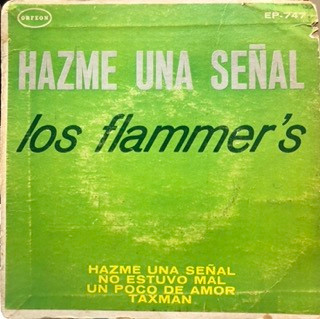 ORFEON
EP-747
HAZME UNA SEÑAL
los flammer's
HAZME UNA SEÑAL
NO ESTUVO MAL
UN POCO DE AMOR
TAXMAN